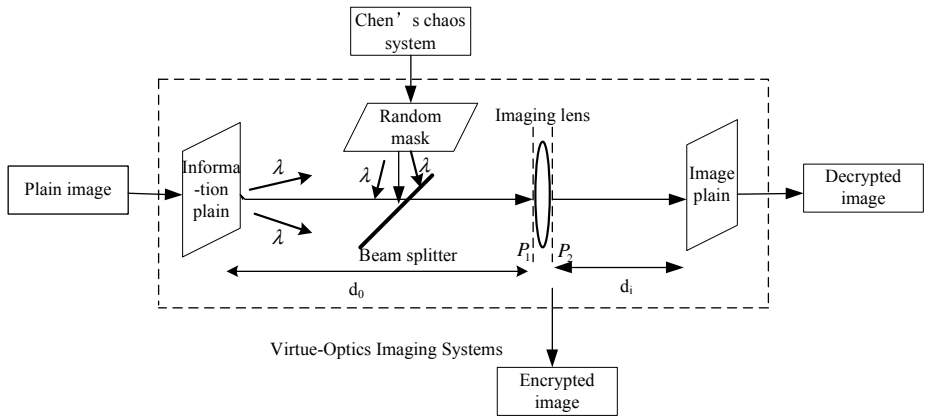 Chen’s chaos
system
Random
mask
Imaging lens
Plain image
Informa-
-tion
plain
λ
λ
λ
λ
Image
plain
Decrypted
image
Beam splitter
P₁
P₂
d₀
dᵢ
Virtue-Optics Imaging Systems
Encrypted
image